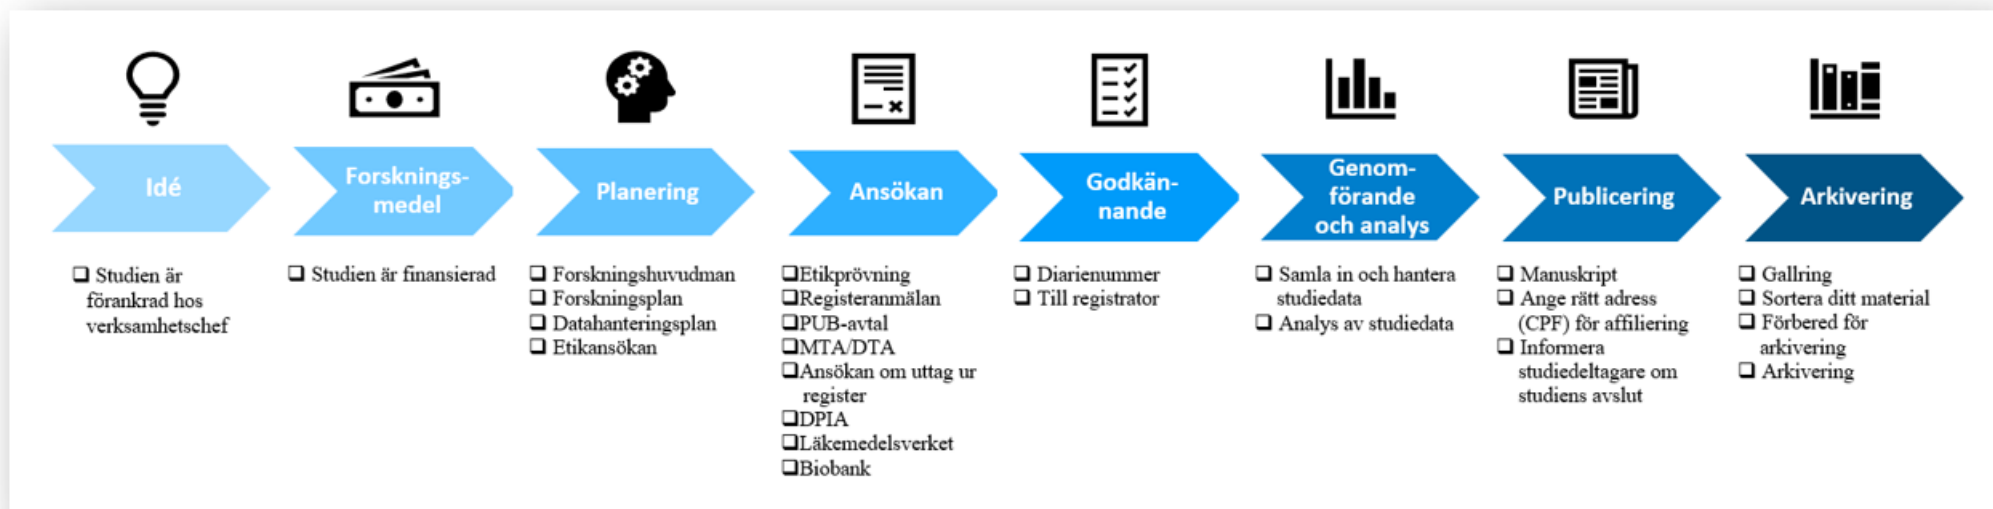 Idé
Studien är
förankrad hos
verksamhetschef
Forsknings-
medel
Studien är finansierad
Planering
Forskningshuvudman
Forskningsplan
Datahanteringsplan
Etikansökan
Ansökan
Etikprövning
Registeranmälan
PUB-avtal
MTA/DTA
Ansökan om uttag ur
register
DPIA
Läkemedelsverket
Biobank
Godkän-
nande
Diarienummer
Till registrator
Genom-
förande
och analys
Samla in och hantera
studiedata
Analys av studiedata
Publicering
Manuskript
Ange rätt adress
(CPF) för affiliering
Informera
studiedeltagare om
studiens avslut
Arkivering
Gallring
Sortera ditt material
Förbered för
arkivering
Arkivering